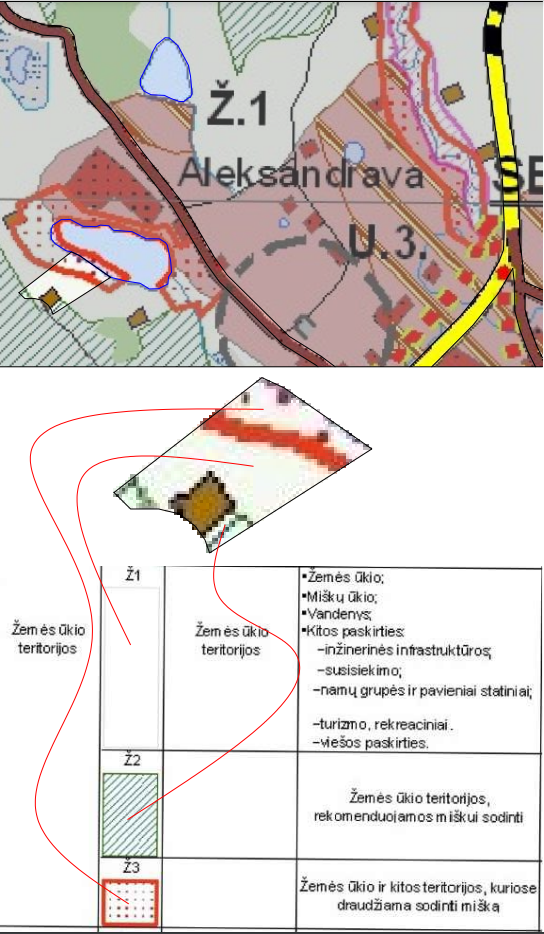 Ž.1
Aleksandrava
SE
U.3.
Ž1
Žemės ūkio
teritorijos
Žemės ūkio
teritorijos
▪Žemės ūkio;
▪Miškų ūkio;
▪Vandenys;
▪Kitos paskirties:
–inžinerinės infrastruktūros;
–susisiekimo;
–namų grupės ir pavieniai statiniai;
–turizmo, rekreaciniai.
–viešos paskirties.
Ž2
Žemės ūkio teritorijos,
rekomenduojamos miškui sodinti
Ž3
Žemės ūkio ir kitos teritorijos, kuriose
draudžiama sodinti mišką